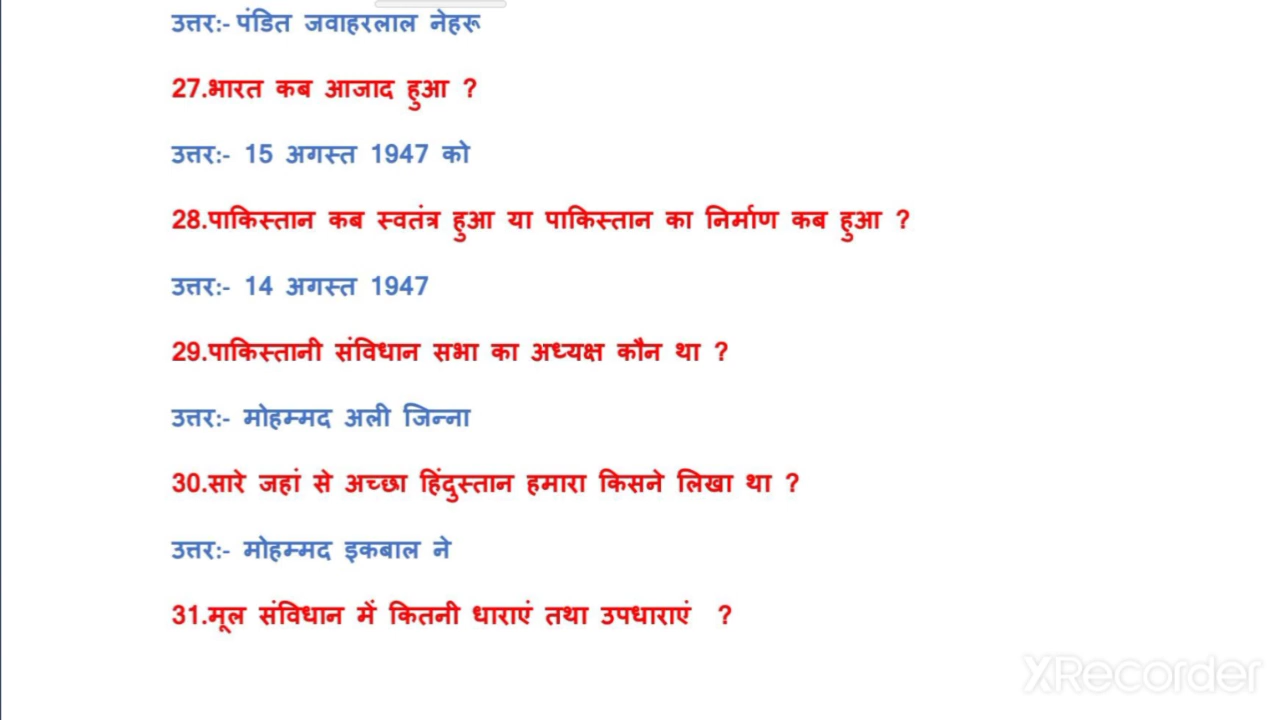 उत्तर:- पंडित जवाहरलाल नेहरू
27.भारत कब आजाद हुआ ?
उत्तर:- 15 अगस्त 1947 को
28.पाकिस्तान कब स्वतंत्र हुआ या पाकिस्तान का निर्माण कब हुआ ?
उत्तर:- 14 अगस्त 1947
29.पाकिस्तानी संविधान सभा का अध्यक्ष कौन था ?
उत्तर:- मोहम्मद अली जिन्ना
30.सारे जहां से अच्छा हिंदुस्तान हमारा किसने लिखा था ?
उत्तर:- मोहम्मद इकबाल ने
31.मूल संविधान में कितनी धाराएं तथा उपधाराएं ?
XRecorder